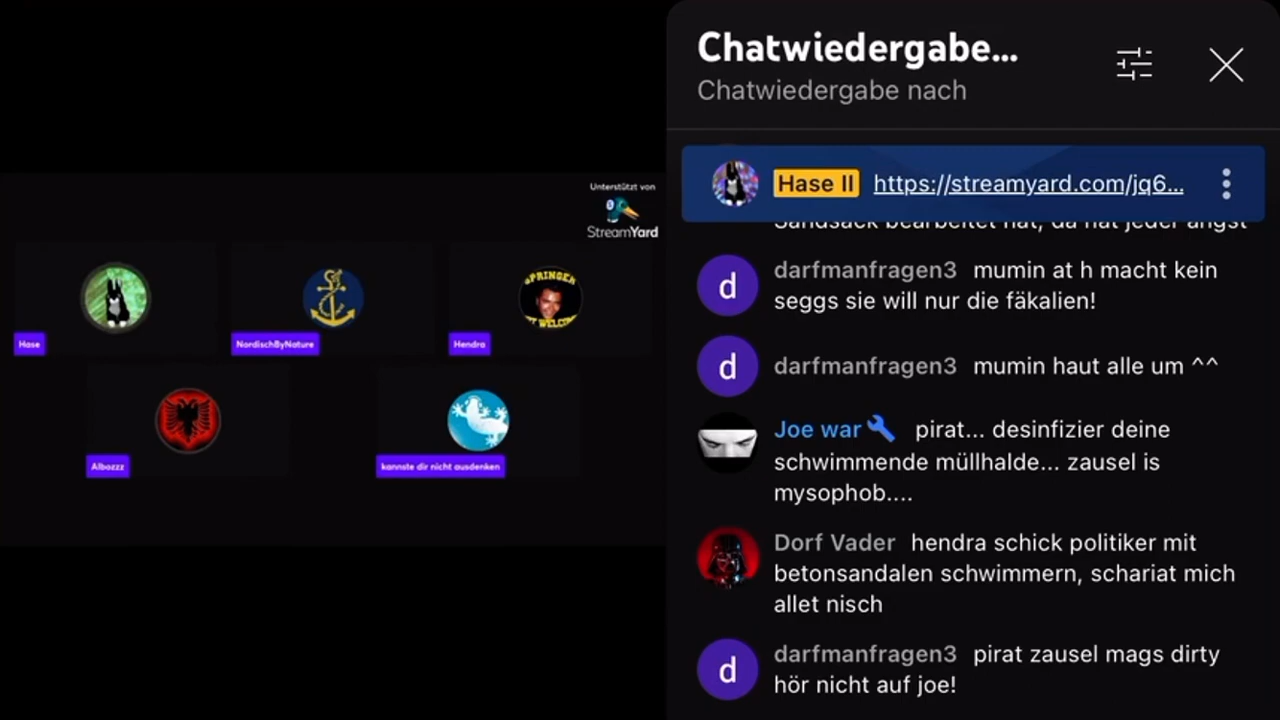 Unterstützt von
StreamYard
SPRINGER
WELCOM
Hase
NordischByNature
Hendra
Albozzz
kannste dir nicht ausdenken
Chatwiedergabe...
Chatwiedergabe nach
Hase II https://streamyard.com/jq6...
Sandsack bearbeitet hat, da hat jeder angst
darfmanfragen3 mumin at h macht kein
seggs sie will nur die fäkalien!
d
darfmanfragen3 mumin haut alle um ^^
d
Joe war🔧 pirat... desinfizier deine
schwimmende müllhalde... zausel is
mysophob....
Dorf Vader hendra schick politiker mit
betonsandalen schwimmern, schariat mich
allet nisch
darfmanfragen3 pirat zausel mags dirty
hör nicht auf joe!
d